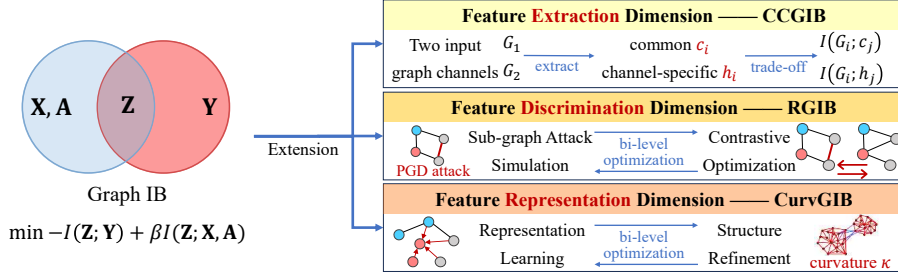 X, A
Z
Y
Graph IB
min −I(Z; Y) + βI(Z; X, A)
Extension
Feature Extraction Dimension —— CCGIB
Two input G₁ common cᵢ I(Gᵢ; cⱼ)
extract trade-off
graph channels G₂ channel-specific hᵢ I(Gᵢ; hⱼ)
Feature Discrimination Dimension —— RGIB
Sub-graph Attack bi-level Contrastive
PGD attack Simulation optimization Optimization
Feature Representation Dimension —— CurvGIB
Representation bi-level Structure
Learning optimization Refinement curvature κ